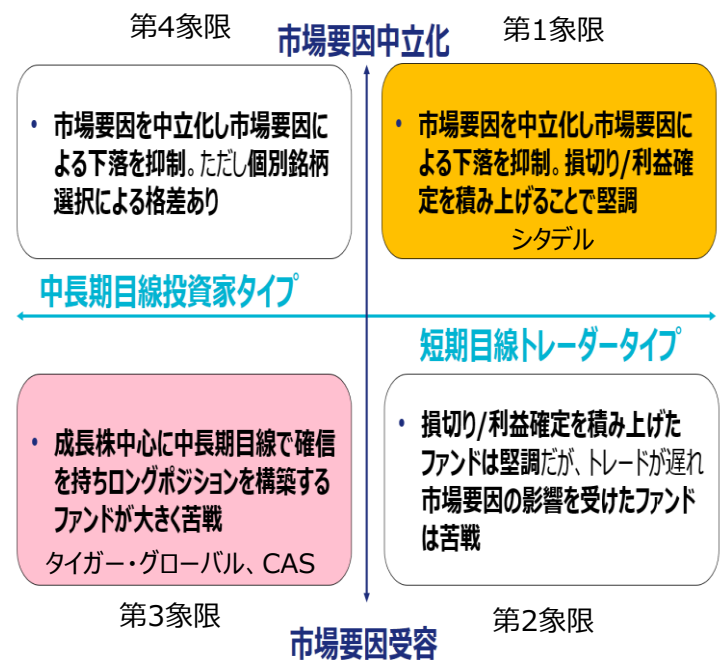 第4象限
市場要因中立化
第1象限
• 市場要因を中立化し市場要因に
よる下落を抑制。ただし個別銘柄
選択による格差あり
• 市場要因を中立化し市場要因に
よる下落を抑制。損切り/利益確
定を積み上げることで堅調
シタデル
中長期目線投資家タイプ
短期目線トレーダータイプ
• 成長株中心に中長期目線で確信
を持ちロングポジションを構築する
ファンドが大きく苦戦
タイガー・グローバル、CAS
• 損切り/利益確定を積み上げた
ファンドは堅調だが、トレードが遅れ
市場要因の影響を受けたファンド
は苦戦
第3象限
市場要因受容
第2象限